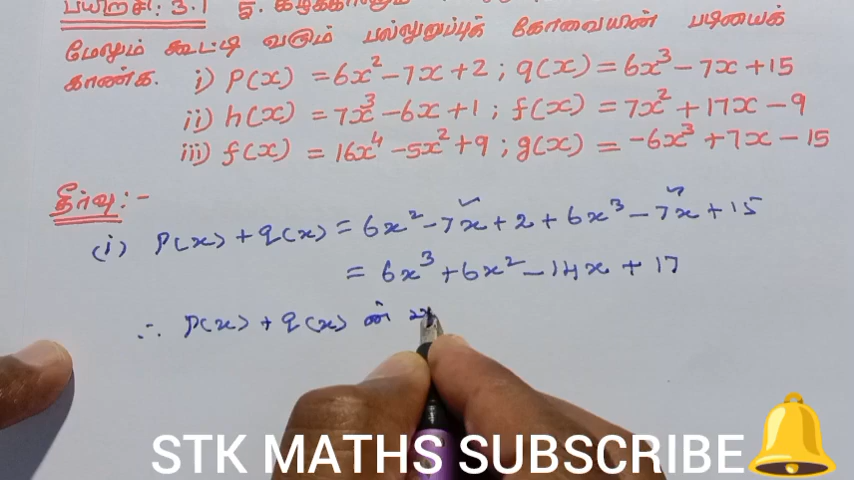 பயிற்சி: 3.1 5.
மேலும் கூட்டி வரும் பல்லுறுப்புக் கோவையின் படியைக்
காண்க. i) P(x) = 6x² - 7x + 2 ; q(x) = 6x³ - 7x + 15
ii) h(x) = 7x³ - 6x + 1 ; f(x) = 7x² + 17x - 9
iii) f(x) = 16x⁴ - 5x² + 9 ; g(x) = -6x³ + 7x - 15
தீர்வு: -
(i) P(x) + q(x) = 6x² - 7x + 2 + 6x³ - 7x + 15
= 6x³ + 6x² - 14x + 17
∴ P(x) + q(x) ன்
STK MATHS SUBSCRIBE